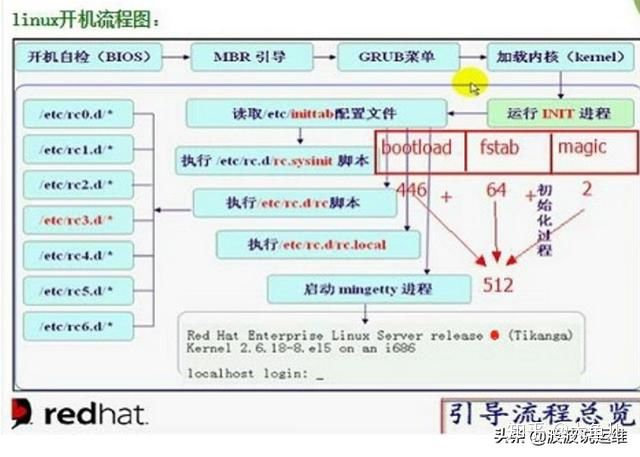 linux开机流程图：
开机自检（BIOS）
MBR 引导
GRUB菜单
加载内核（kernel）
/etc/rc0.d/*
读取/etc/inittab配置文件
运行 INIT 进程
/etc/rc1.d/*
执行 /etc/rc.d/rc.sysinit 脚本
bootload
fstab
magic
/etc/rc2.d/*
446 + 64 + 2
初始化过程
/etc/rc3.d/*
执行/etc/rc.d/rc脚本
/etc/rc4.d/*
执行/etc/rc.d/rc.local
/etc/rc5.d/*
启动 mingetty 进程
512
/etc/rc6.d/*
Red Hat Enterprise Linux Server release (Tikanga)
Kernel 2.6.18-8.el5 on an i686
localhost login: _
redhat.
引导流程总览
头条 @波波说运维